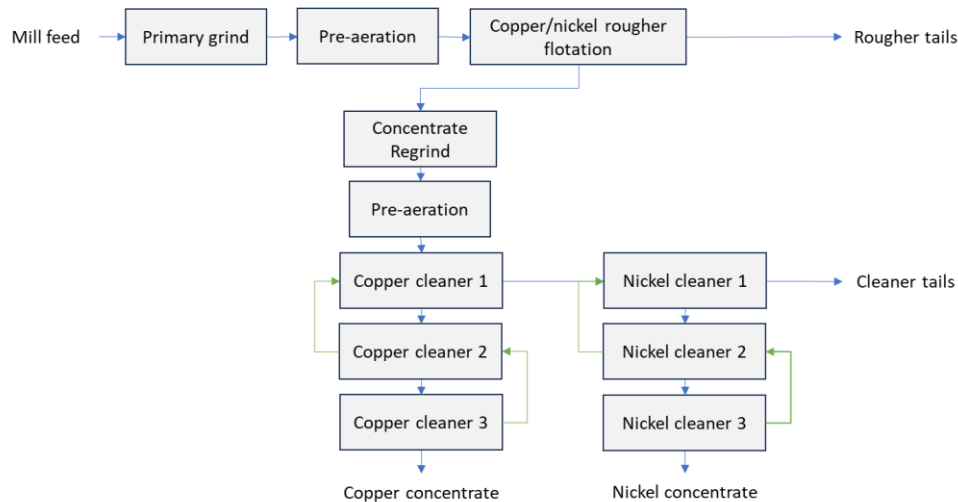 Mill feed
Primary grind
Pre-aeration
Copper/nickel rougher
flotation
Rougher tails
Concentrate
Regrind
Pre-aeration
Copper cleaner 1
Nickel cleaner 1
Cleaner tails
Copper cleaner 2
Nickel cleaner 2
Copper cleaner 3
Nickel cleaner 3
Copper concentrate
Nickel concentrate